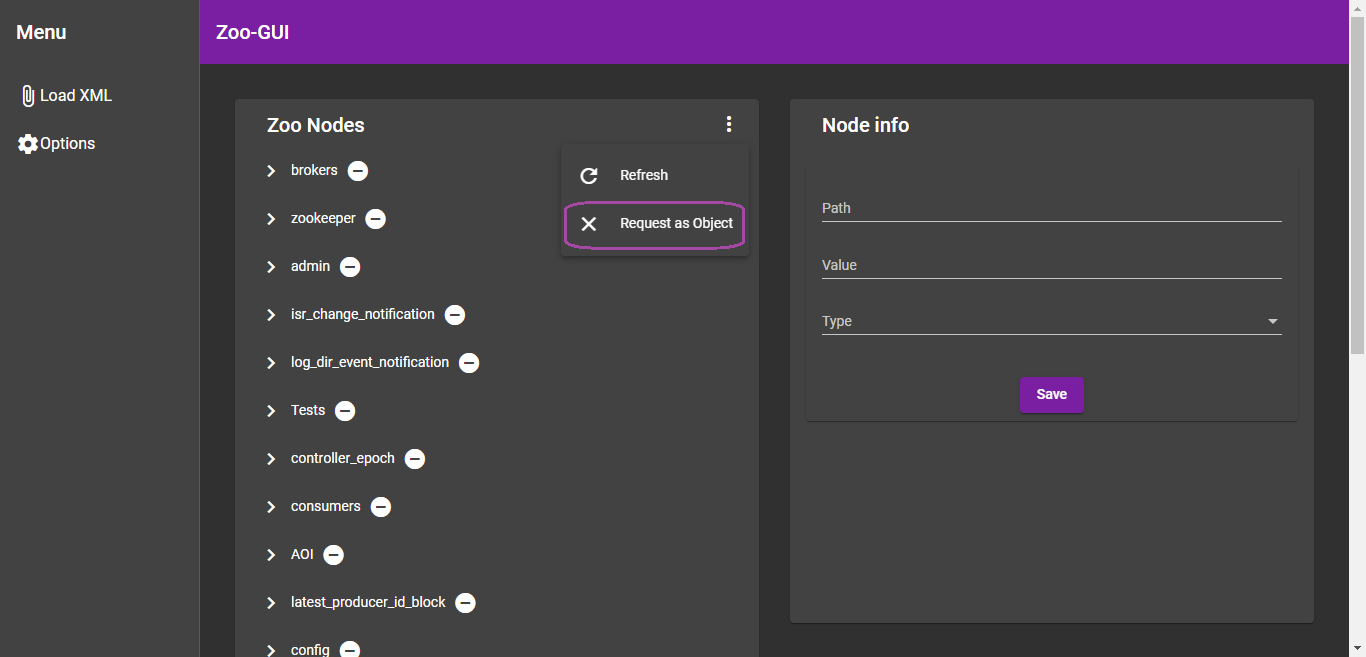 Menu
Load XML
Options
Zoo-GUI
Zoo Nodes
Refresh
Request as Object
brokers
zookeeper
admin
isr_change_notification
log_dir_event_notification
Tests
controller_epoch
consumers
AOI
latest_producer_id_block
config
Node info
Path
Value
Type
Save